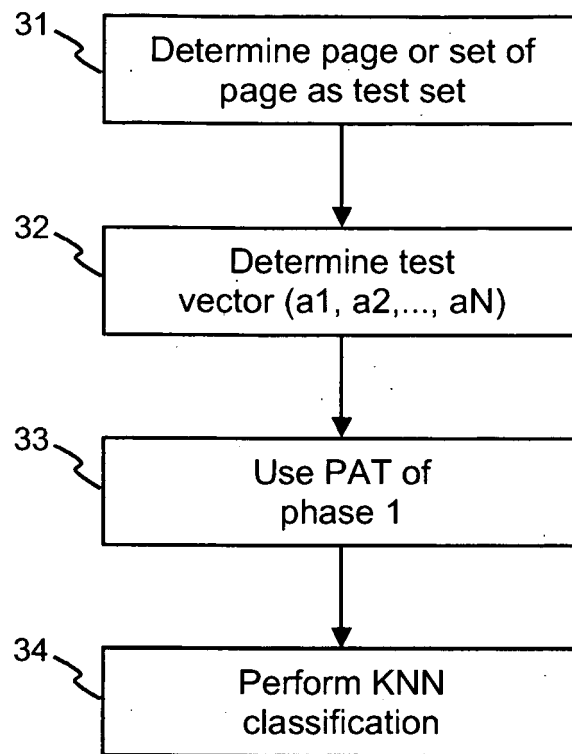 31
Determine page or set of
page as test set
32
Determine test
vector (a1, a2,..., aN)
33
Use PAT of
phase 1
34
Perform KNN
classification